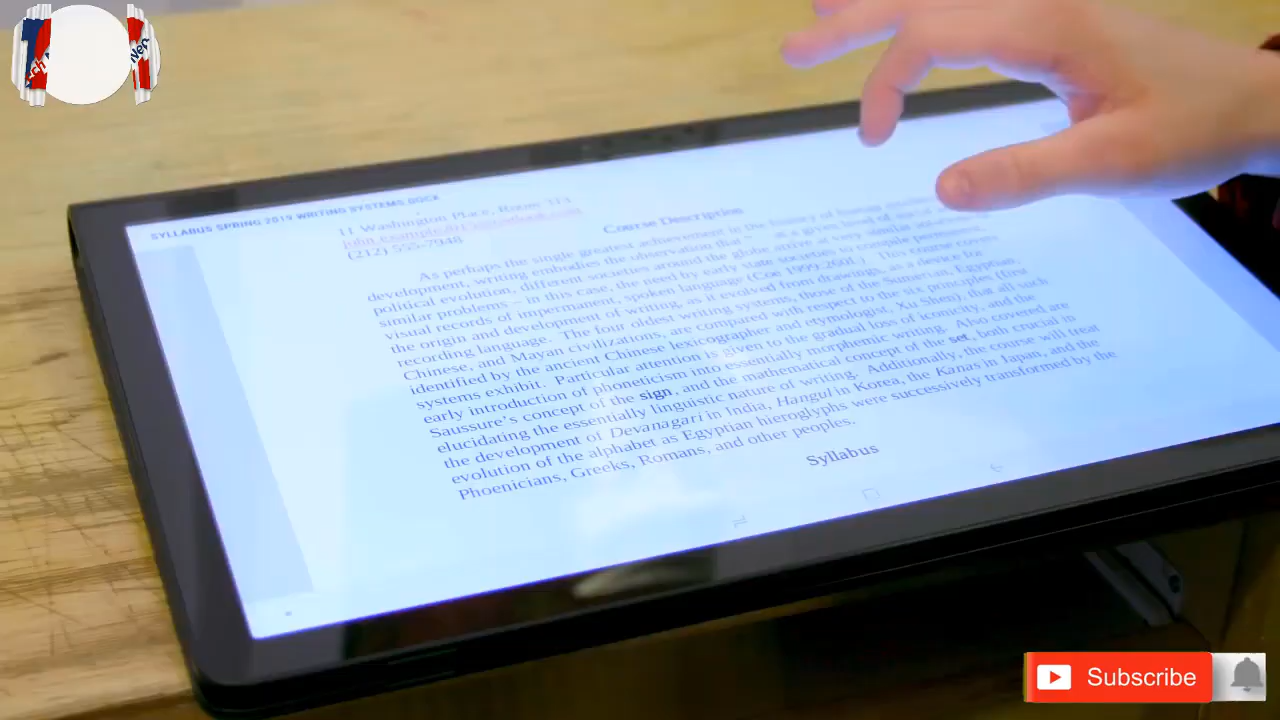 SYLLABUS SPRING 2019 WRITING SYSTEMS DOCX
11 Washington Place, Room 313
(212) 555-7948
Course Description
As perhaps the single greatest achievement in the history of human
development, writing embodies the observation that "... as a given level of
political evolution, different societies around the globe arrive at very similar
similar problems – in this case, the need by early state societies to compile permanent,
visual records of impermanent, spoken language (Coe 1999:260f.) This course covers
the origin and development of writing, as it evolved from drawings, as a device for
recording language. The four oldest writing systems, those of the Sumerian, Egyptian,
Chinese, and Mayan civilizations, are compared with respect to the six principles (first
identified by the ancient Chinese lexicographer and etymologist, Xu Shen), that all such
systems exhibit. Particular attention is given to the gradual loss of iconicity, and the
early introduction of phoneticism into essentially morphemic writing. Also covered are
Saussure's concept of the sign, and the mathematical concept of the set, both crucial in
elucidating the essentially linguistic nature of writing. Additionally, the course will treat
the development of Devanagari in India, Hangul in Korea, the Kanas in Japan, and the
evolution of the alphabet as Egyptian hieroglyphs were successively transformed by the
Phoenicians, Greeks, Romans, and other peoples.
Syllabus
Subscribe